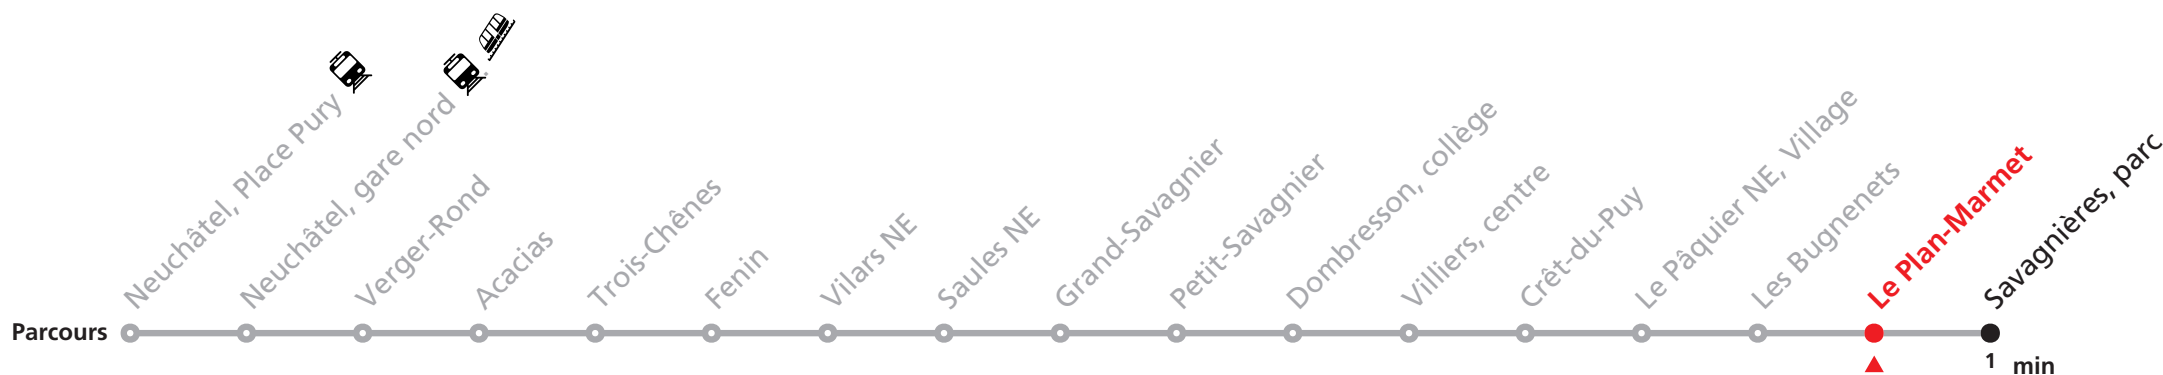 Neuchâtel, Place Pury
Neuchâtel, gare nord
Verger-Rond
Acacias
Trois-Chênes
Fenin
Vilars NE
Saules NE
Grand-Savagnier
Petit-Savagnier
Dombresson, collège
Villiers, centre
Crêt-du-Puy
Le Pâquier NE, Village
Les Bugnenets
Le Plan-Marmet
Savagnières, parc
Parcours
1 min